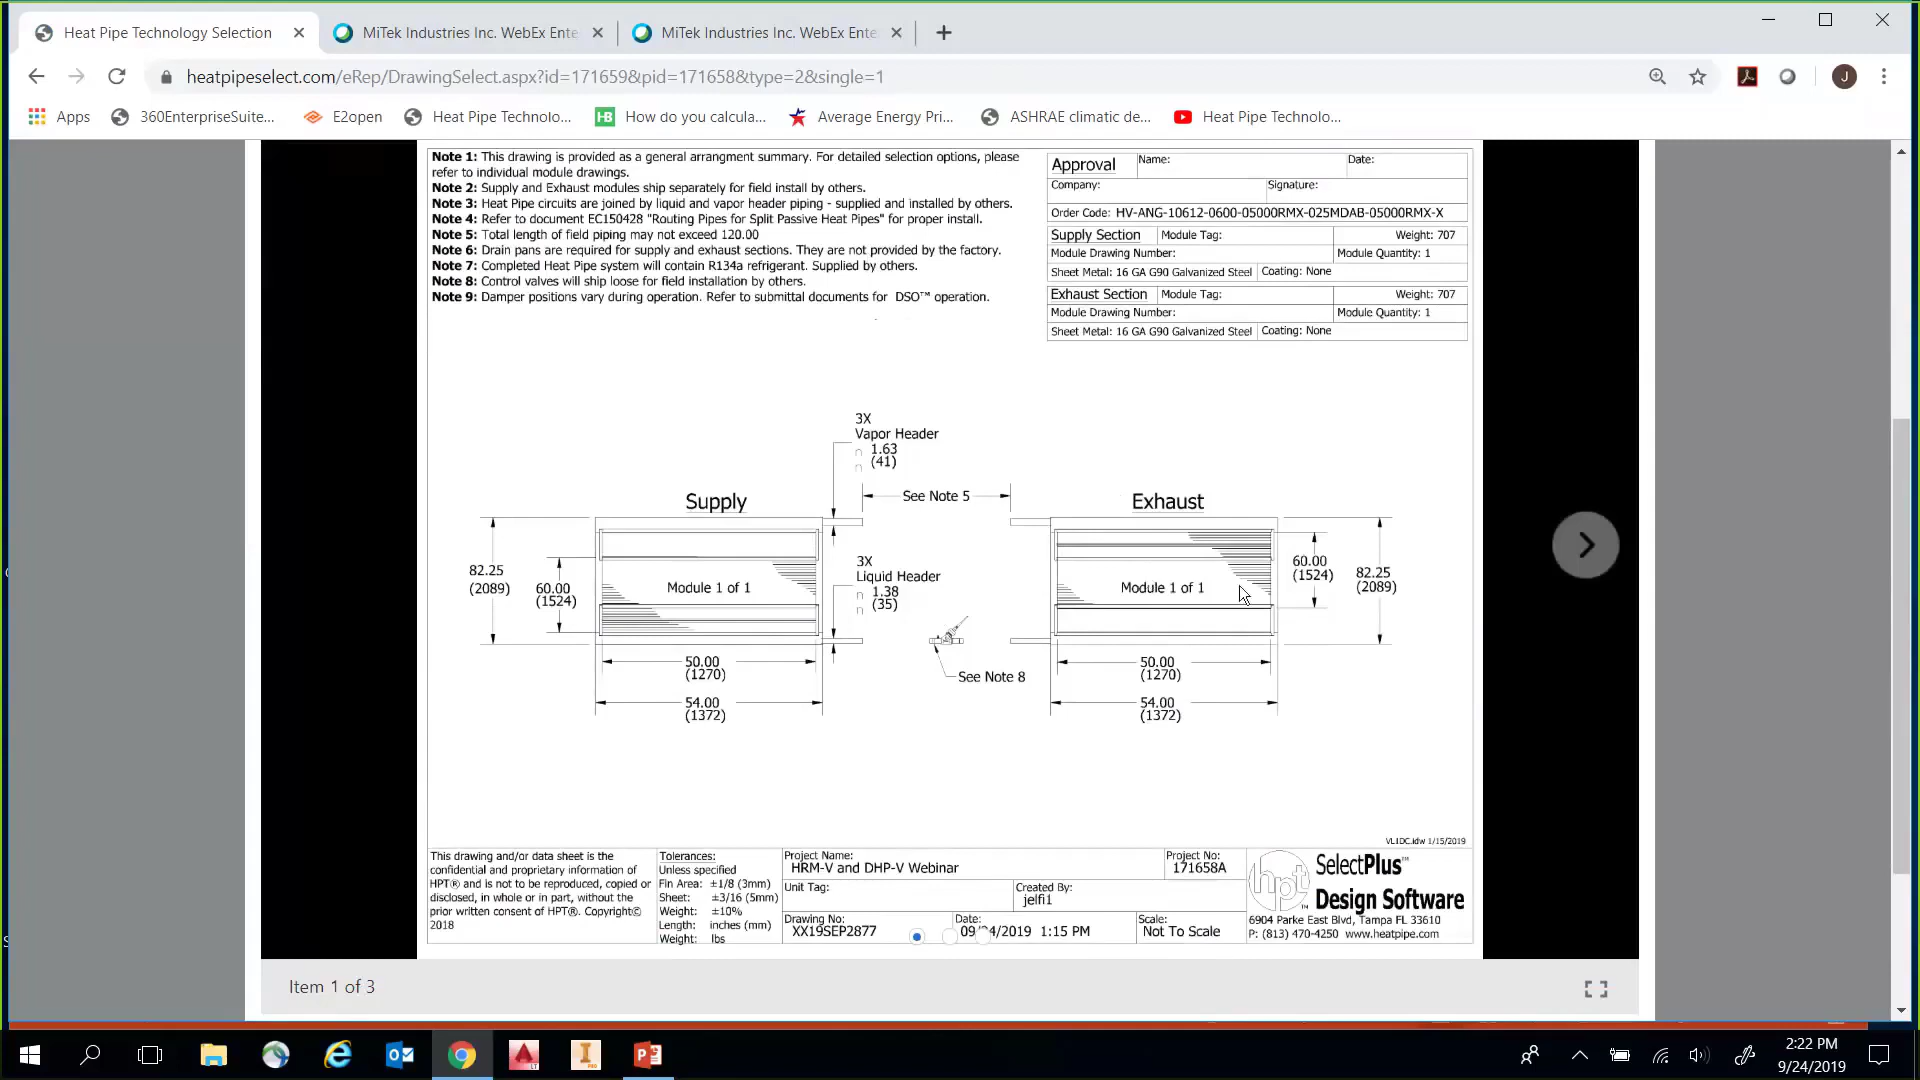 Heat Pipe Technology Selection
MiTek Industries Inc. WebEx Ente
MiTek Industries Inc. WebEx Ente
heatpipeselect.com/eRep/DrawingSelect.aspx?id=171659&pid=171658&type=2&single=1
J
Apps
360EnterpriseSuite...
E2open
Heat Pipe Technolo...
HB
How do you calcula...
Average Energy Pri...
ASHRAE climatic de...
Heat Pipe Technolo...
Note 1: This drawing is provided as a general arrangment summary. For detailed selection options, please
refer to individual module drawings.
Note 2: Supply and Exhaust modules ship separately for field install by others.
Note 3: Heat Pipe circuits are joined by liquid and vapor header piping - supplied and installed by others.
Note 4: Refer to document EC150428 "Routing Pipes for Split Passive Heat Pipes" for proper install.
Note 5: Total length of field piping may not exceed 120.00
Note 6: Drain pans are required for supply and exhaust sections. They are not provided by the factory.
Note 7: Completed Heat Pipe system will contain R134a refrigerant. Supplied by others.
Note 8: Control valves will ship loose for field installation by others.
Note 9: Damper positions vary during operation. Refer to submittal documents for DSO™ operation.
Approval
Name:
Date:
Company:
Signature:
Order Code: HV-ANG-10612-0600-05000RMX-025MDAB-05000RMX-X
Supply Section
Module Tag:
Weight: 707
Module Drawing Number:
Module Quantity: 1
Sheet Metal: 16 GA G90 Galvanized Steel
Coating: None
Exhaust Section
Module Tag:
Weight: 707
Module Drawing Number:
Module Quantity: 1
Sheet Metal: 16 GA G90 Galvanized Steel
Coating: None
3X
Vapor Header
1.63
(41)
See Note 5
Supply
Exhaust
82.25
(2089)
60.00
(1524)
Module 1 of 1
3X
Liquid Header
1.38
(35)
Module 1 of 1
60.00
(1524)
82.25
(2089)
See Note 8
50.00
(1270)
50.00
(1270)
54.00
(1372)
54.00
(1372)
VLIIDC.idw 1/15/2019
This drawing and/or data sheet is the
confidential and proprietary information of
HPT® and is not to be reproduced, copied or
disclosed, in whole or in part, without the
prior written consent of HPT®. Copyright©
2018
Tolerances:
Unless specified
Fin Area: ±1/8 (3mm)
Sheet: ±3/16 (5mm)
Weight: ±10%
Length: inches (mm)
Weight: lbs
Project Name:
HRM-V and DHP-V Webinar
Project No:
171658A
Unit Tag:
Created By:
jelfi1
Drawing No:
XX19SEP2877
Date:
09/24/2019 1:15 PM
Scale:
Not To Scale
hpt
SelectPlus™
Design Software
6904 Parke East Blvd, Tampa FL 33610
P: (813) 470-4250 www.heatpipe.com
Item 1 of 3
2:22 PM
9/24/2019